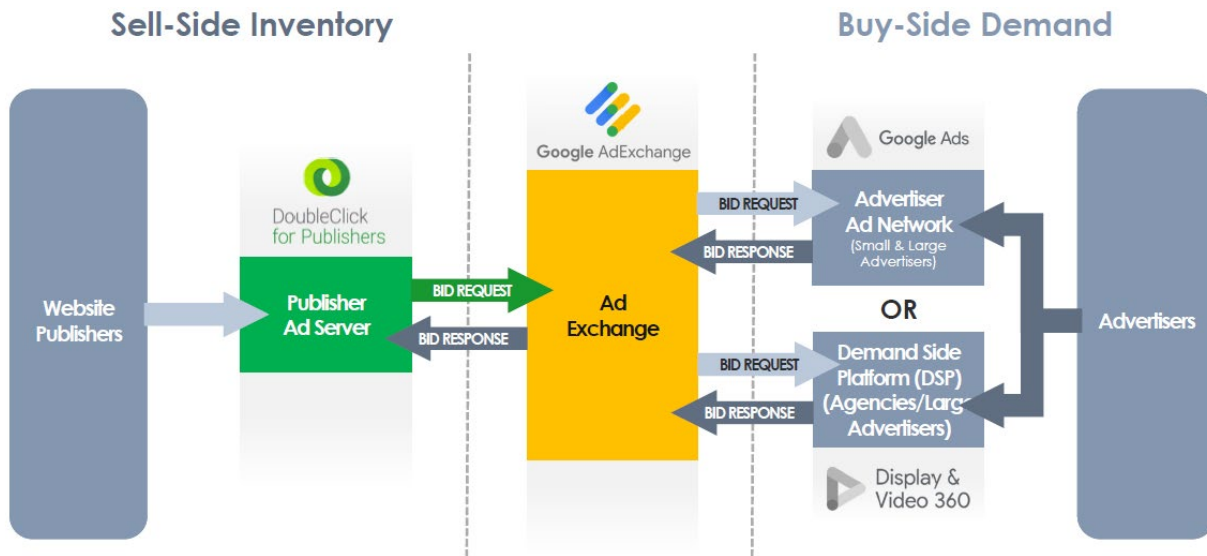 Sell-Side Inventory
Buy-Side Demand
Website
Publishers
DoubleClick
for Publishers
Publisher
Ad Server
BID REQUEST
BID RESPONSE
Google AdExchange
Ad
Exchange
BID REQUEST
BID RESPONSE
BID REQUEST
BID RESPONSE
Google Ads
Advertiser
Ad Network
(Small & Large
Advertisers)
OR
Demand Side
Platform (DSP)
(Agencies/Large
Advertisers)
Display &
Video 360
Advertisers